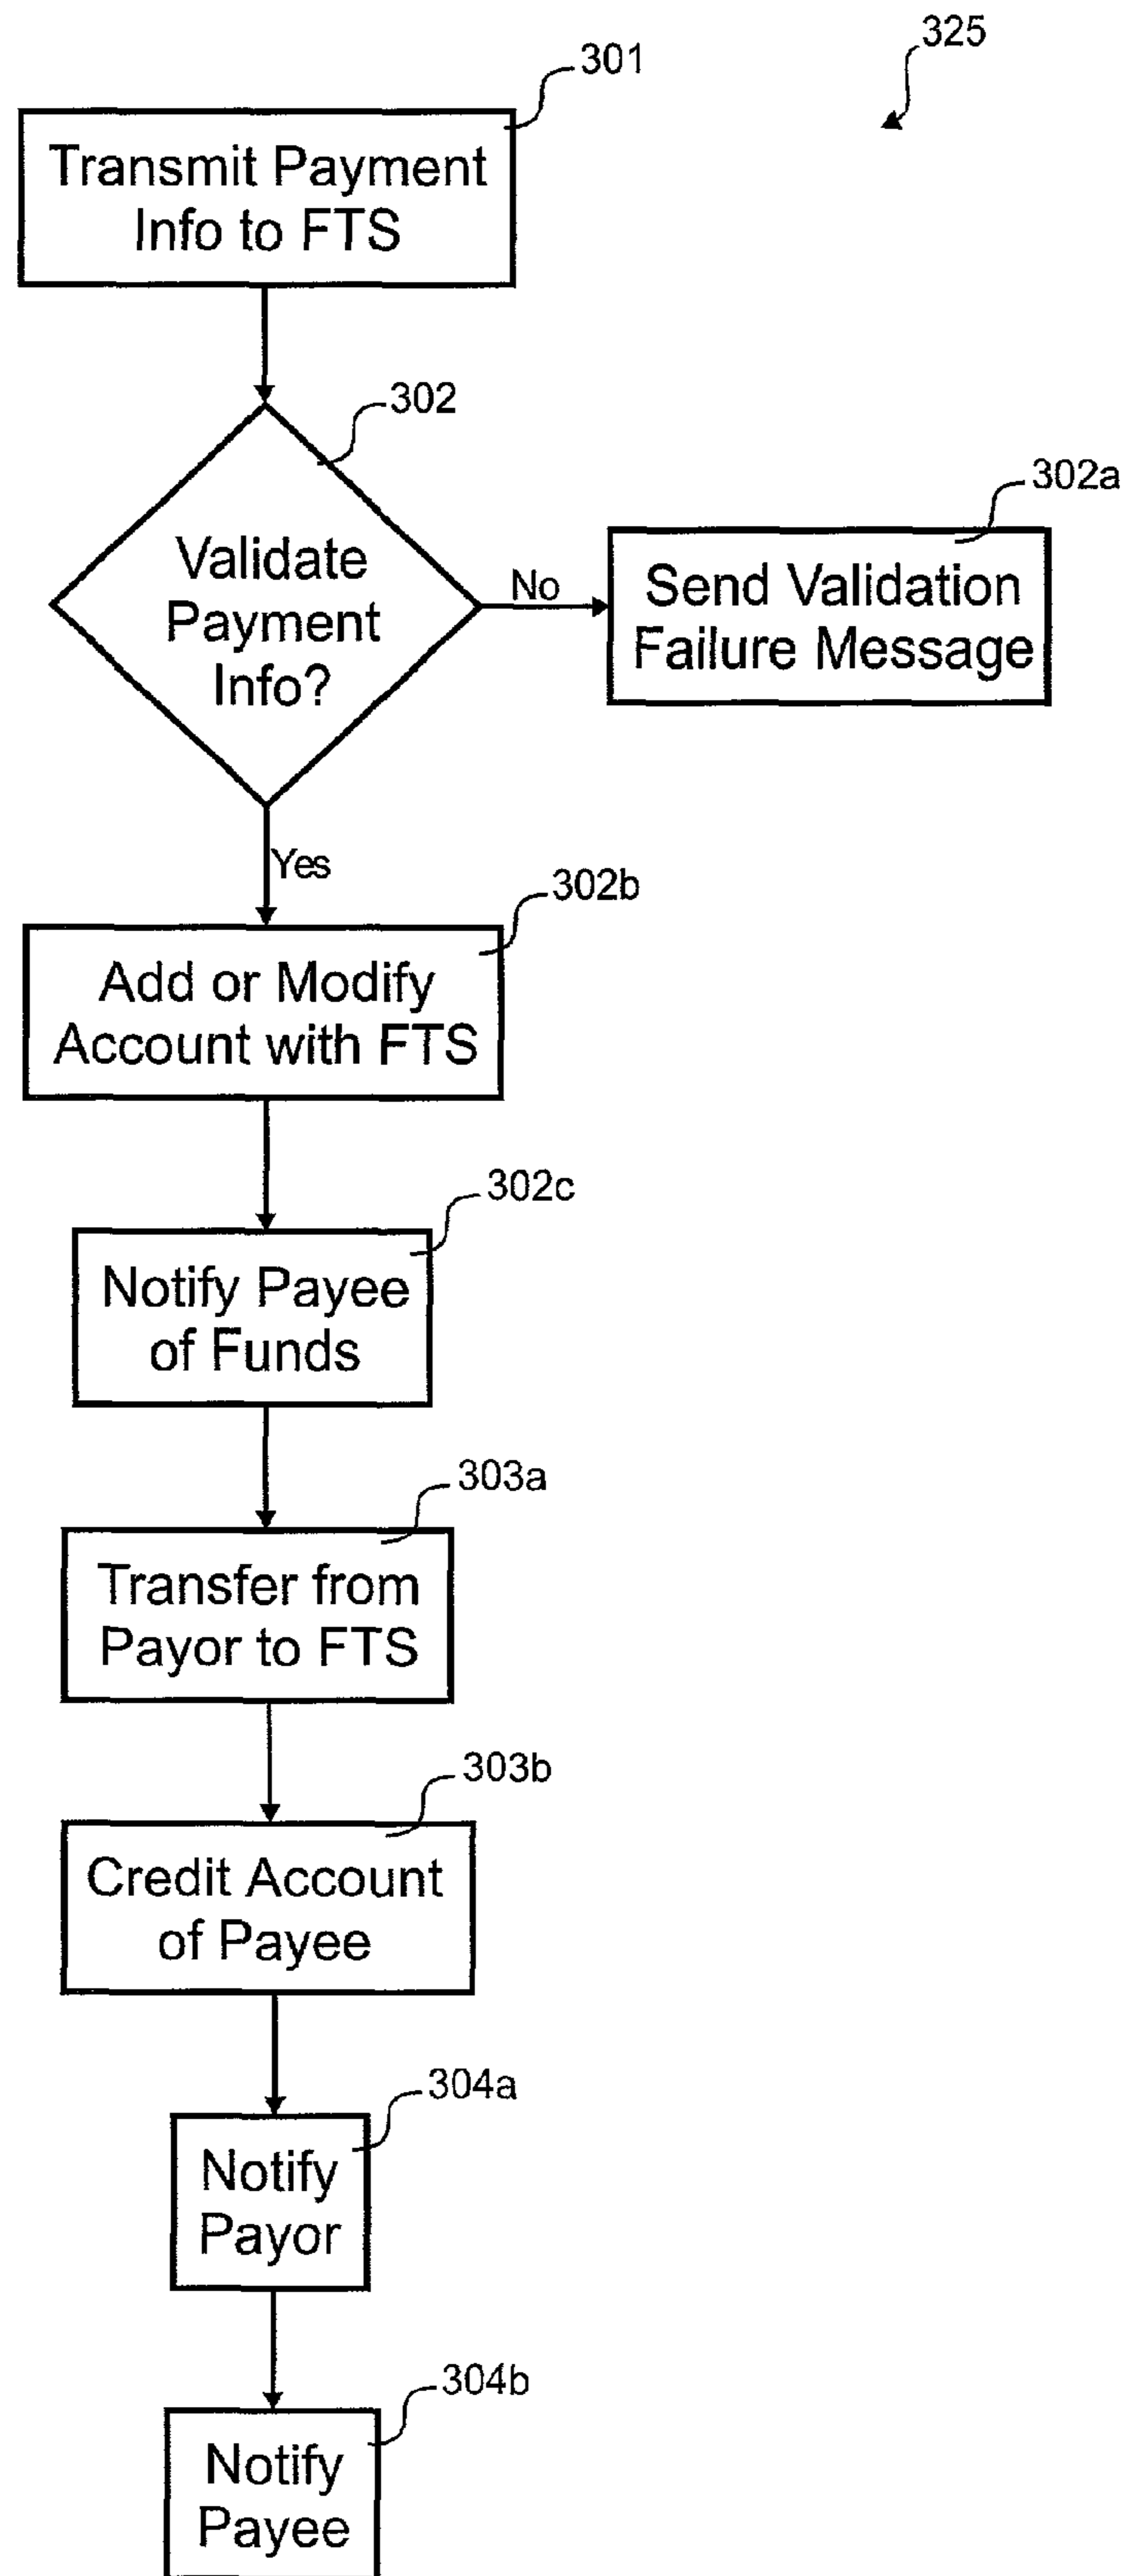 325
301
Transmit Payment
Info to FTS
302
Validate
Payment
Info?
No
302a
Send Validation
Failure Message
Yes
302b
Add or Modify
Account with FTS
302c
Notify Payee
of Funds
303a
Transfer from
Payor to FTS
303b
Credit Account
of Payee
304a
Notify
Payor
304b
Notify
Payee